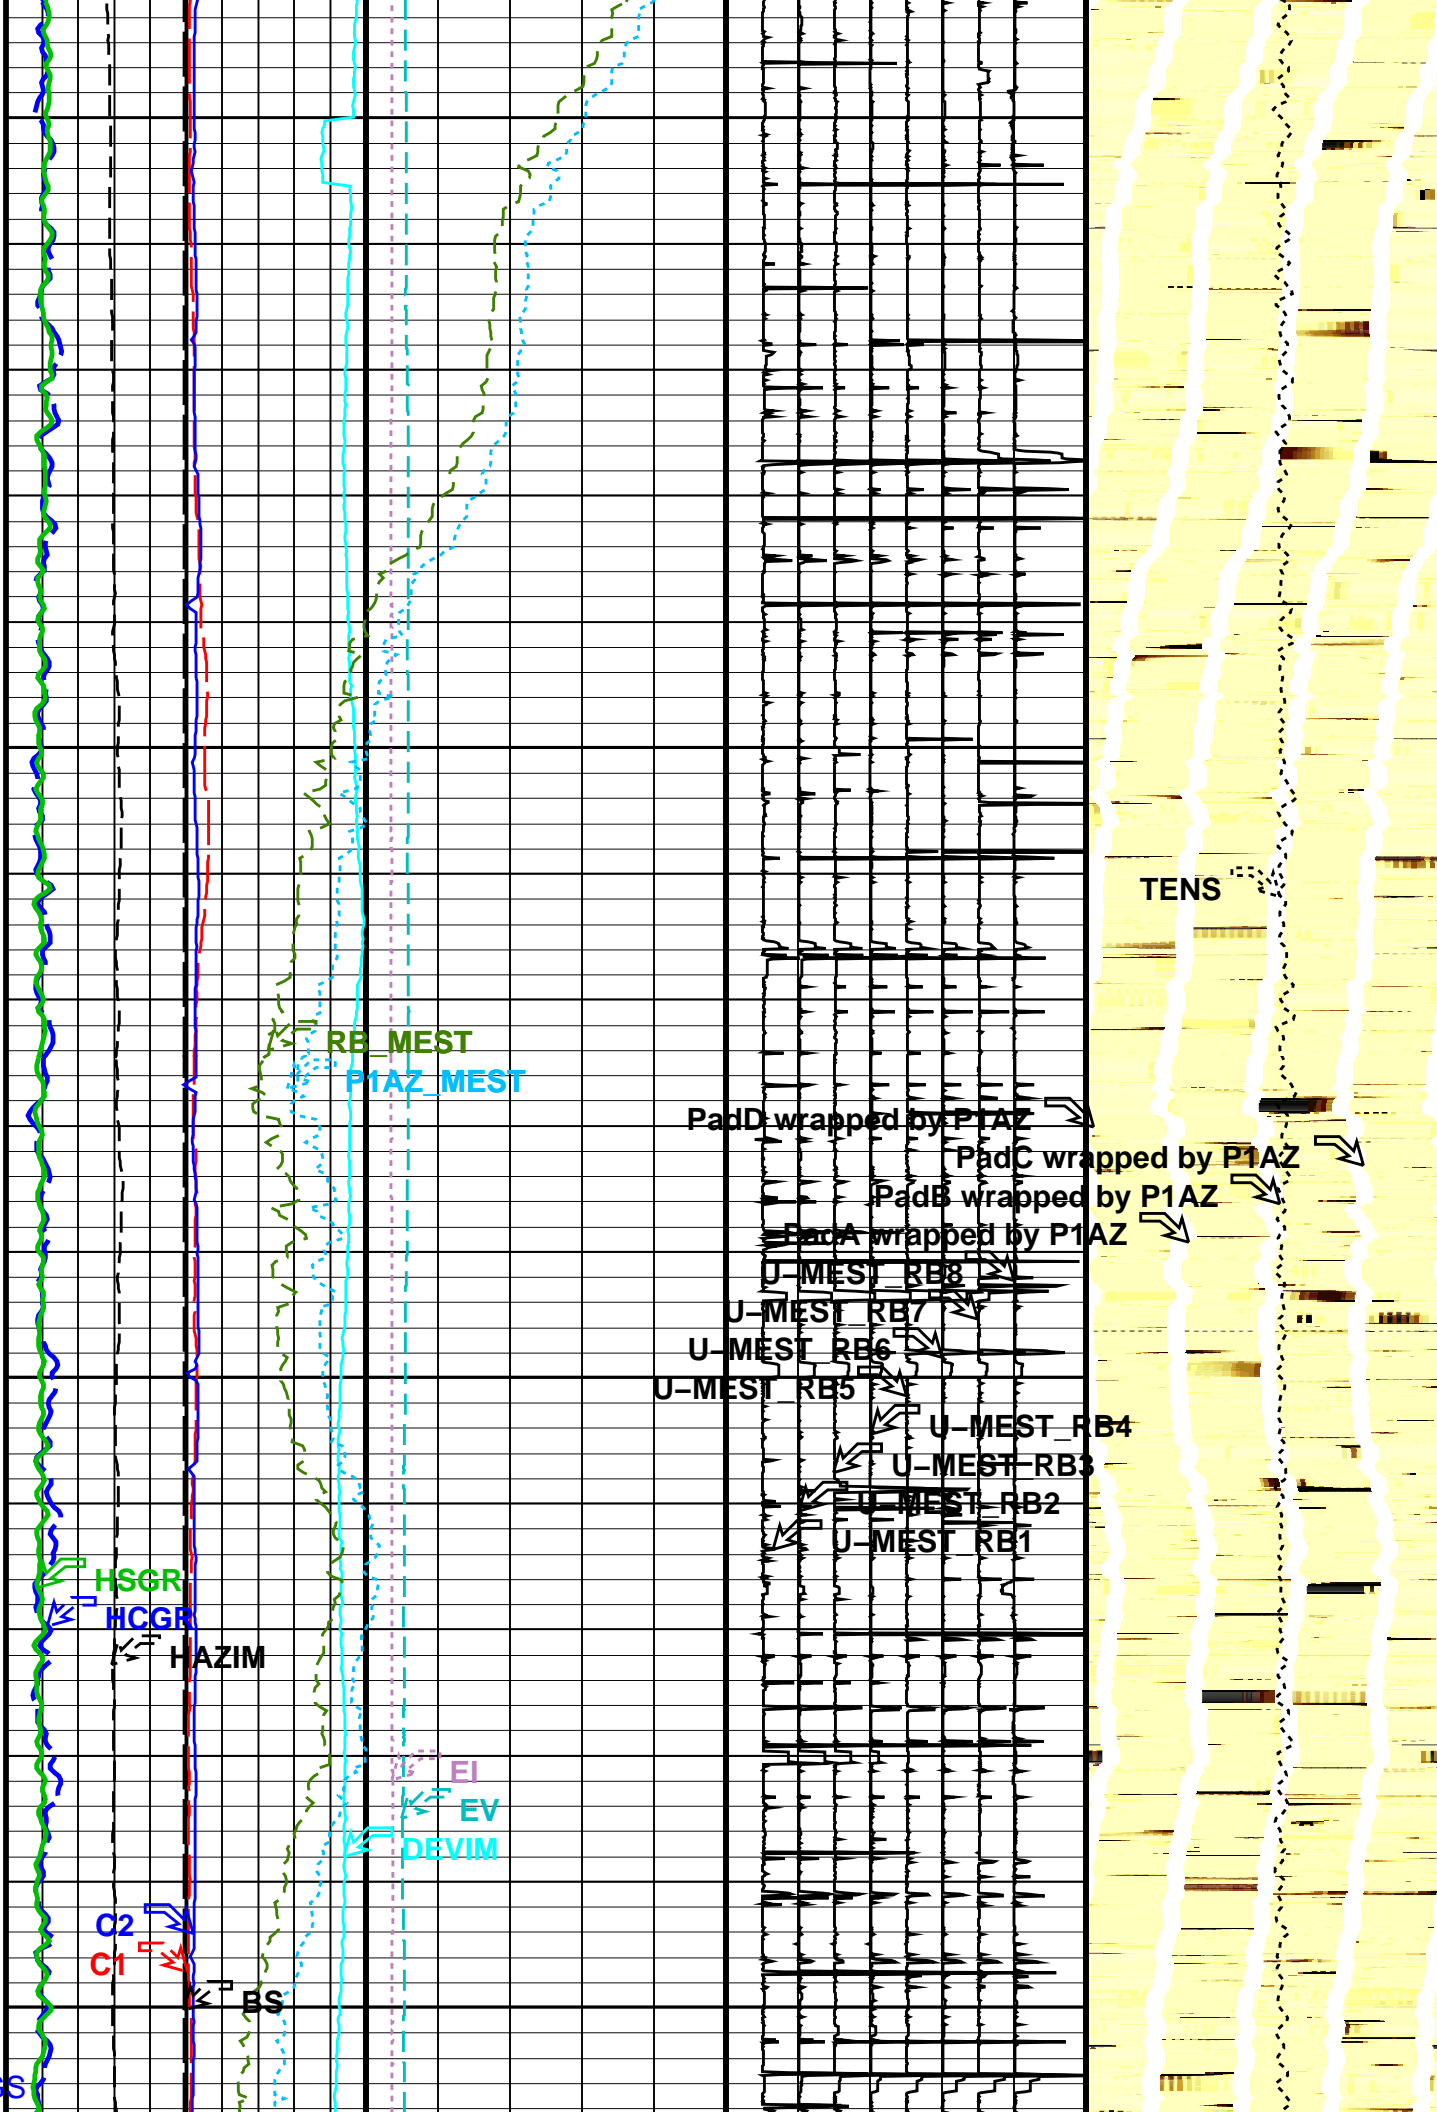 TENS
RB_MEST
P1AZ_MEST
PadD wrapped by P1AZ
PadC wrapped by P1AZ
PadB wrapped by P1AZ
PadA wrapped by P1AZ
U–MEST_RB8
U–MEST_RB7
U–MEST_RB6
U–MEST_RB5
U–MEST_RB4
U–MEST_RB3
U–MEST_RB2
U–MEST_RB1
HSGR
HCGR
HAZIM
EI
EV
DEVIM
C2
C1
BS